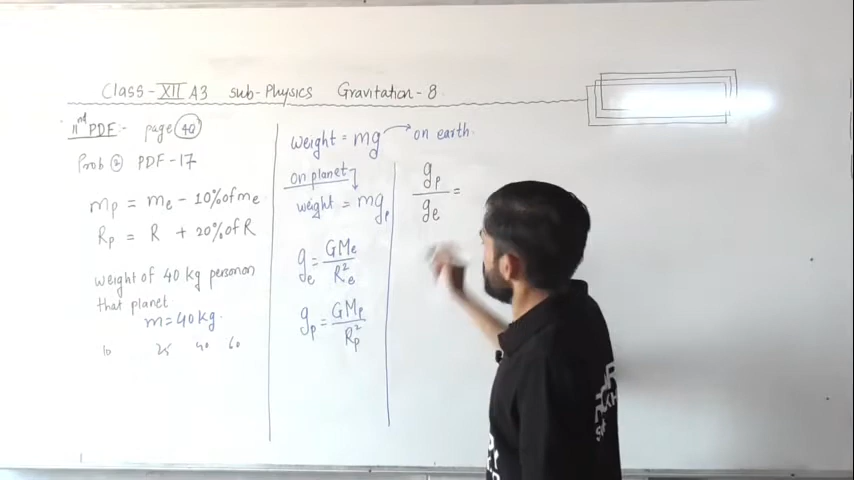 Class - XII A3 sub - Physics Gravitation - 8
IInd PDF:- page 40
Prob ② PDF - 17
mp = me - 10% of me
Rp = R + 20% of R
weight of 40 kg person on
that planet.
m = 40 kg.
10 25 40 60
weight = mg → on earth.
on planet
weight = mgp
ge = GMe / Re²
gp = GMp / Rp²
gp / ge =